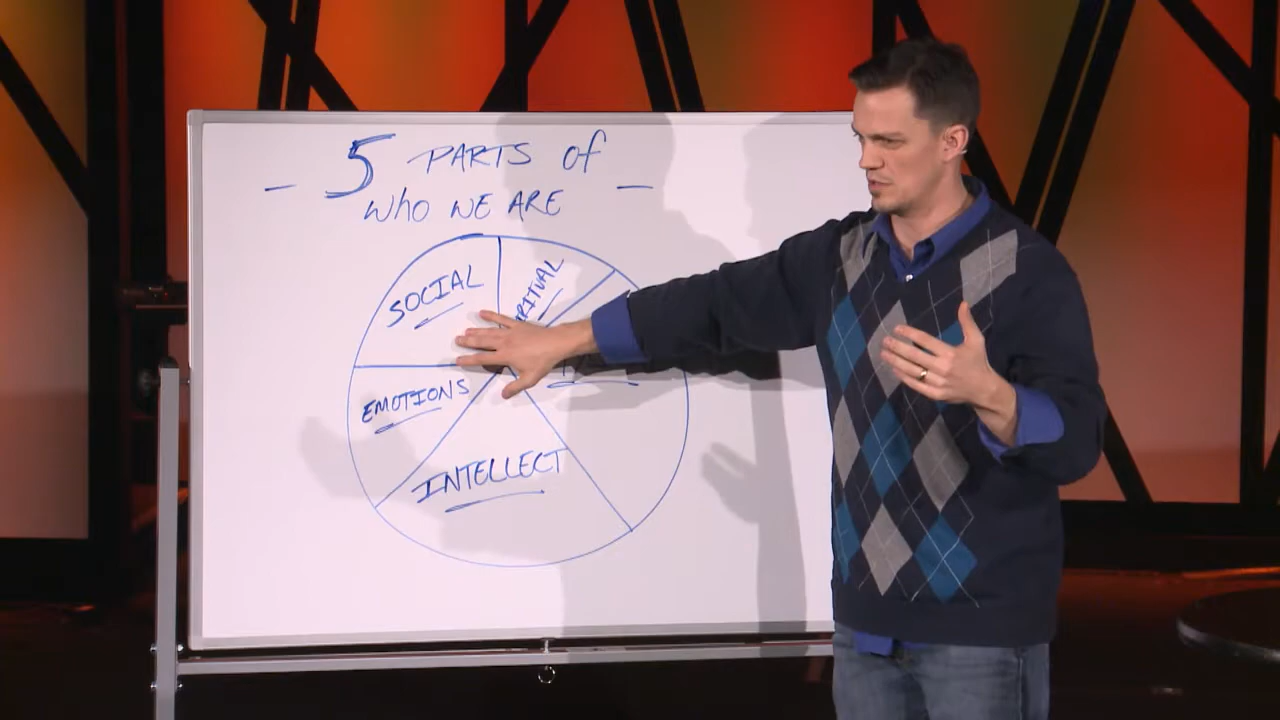 5 PARTS of
who WE ARE
SOCIAL
EMOTIONS
INTELLECT